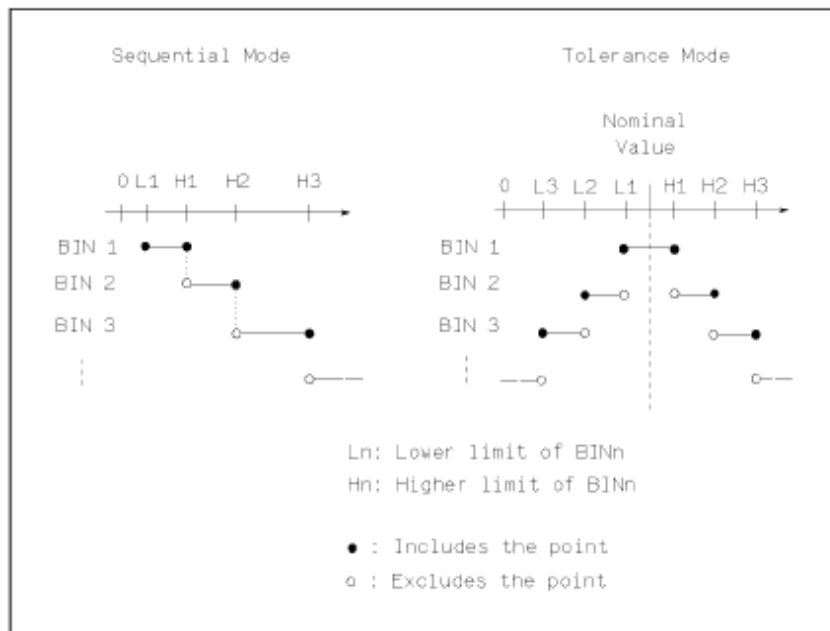 Sequential Mode
Tolerance Mode
Nominal
Value
0 L1 H1 H2 H3
0 L3 L2 L1 H1 H2 H3
BIN 1
BIN 2
BIN 3
BIN 1
BIN 2
BIN 3
Ln: Lower limit of BINn
Hn: Higher limit of BINn
● : Includes the point
○ : Excludes the point